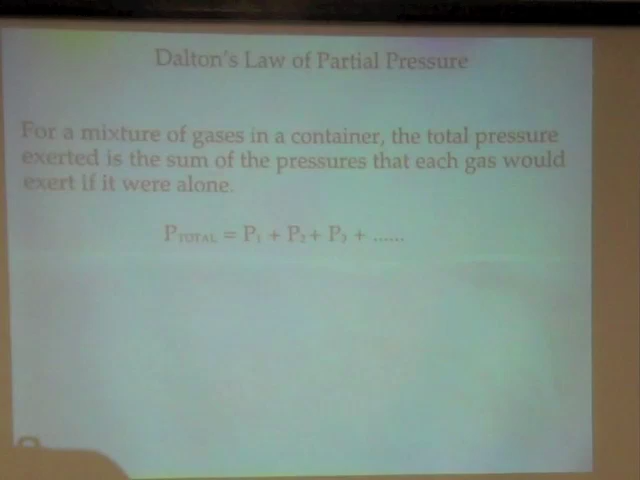 Dalton's Law of Partial Pressure
For a mixture of gases in a container, the total pressure
exerted is the sum of the pressures that each gas would
exert if it were alone.
PTOTAL = P1 + P2 + P3 + ......